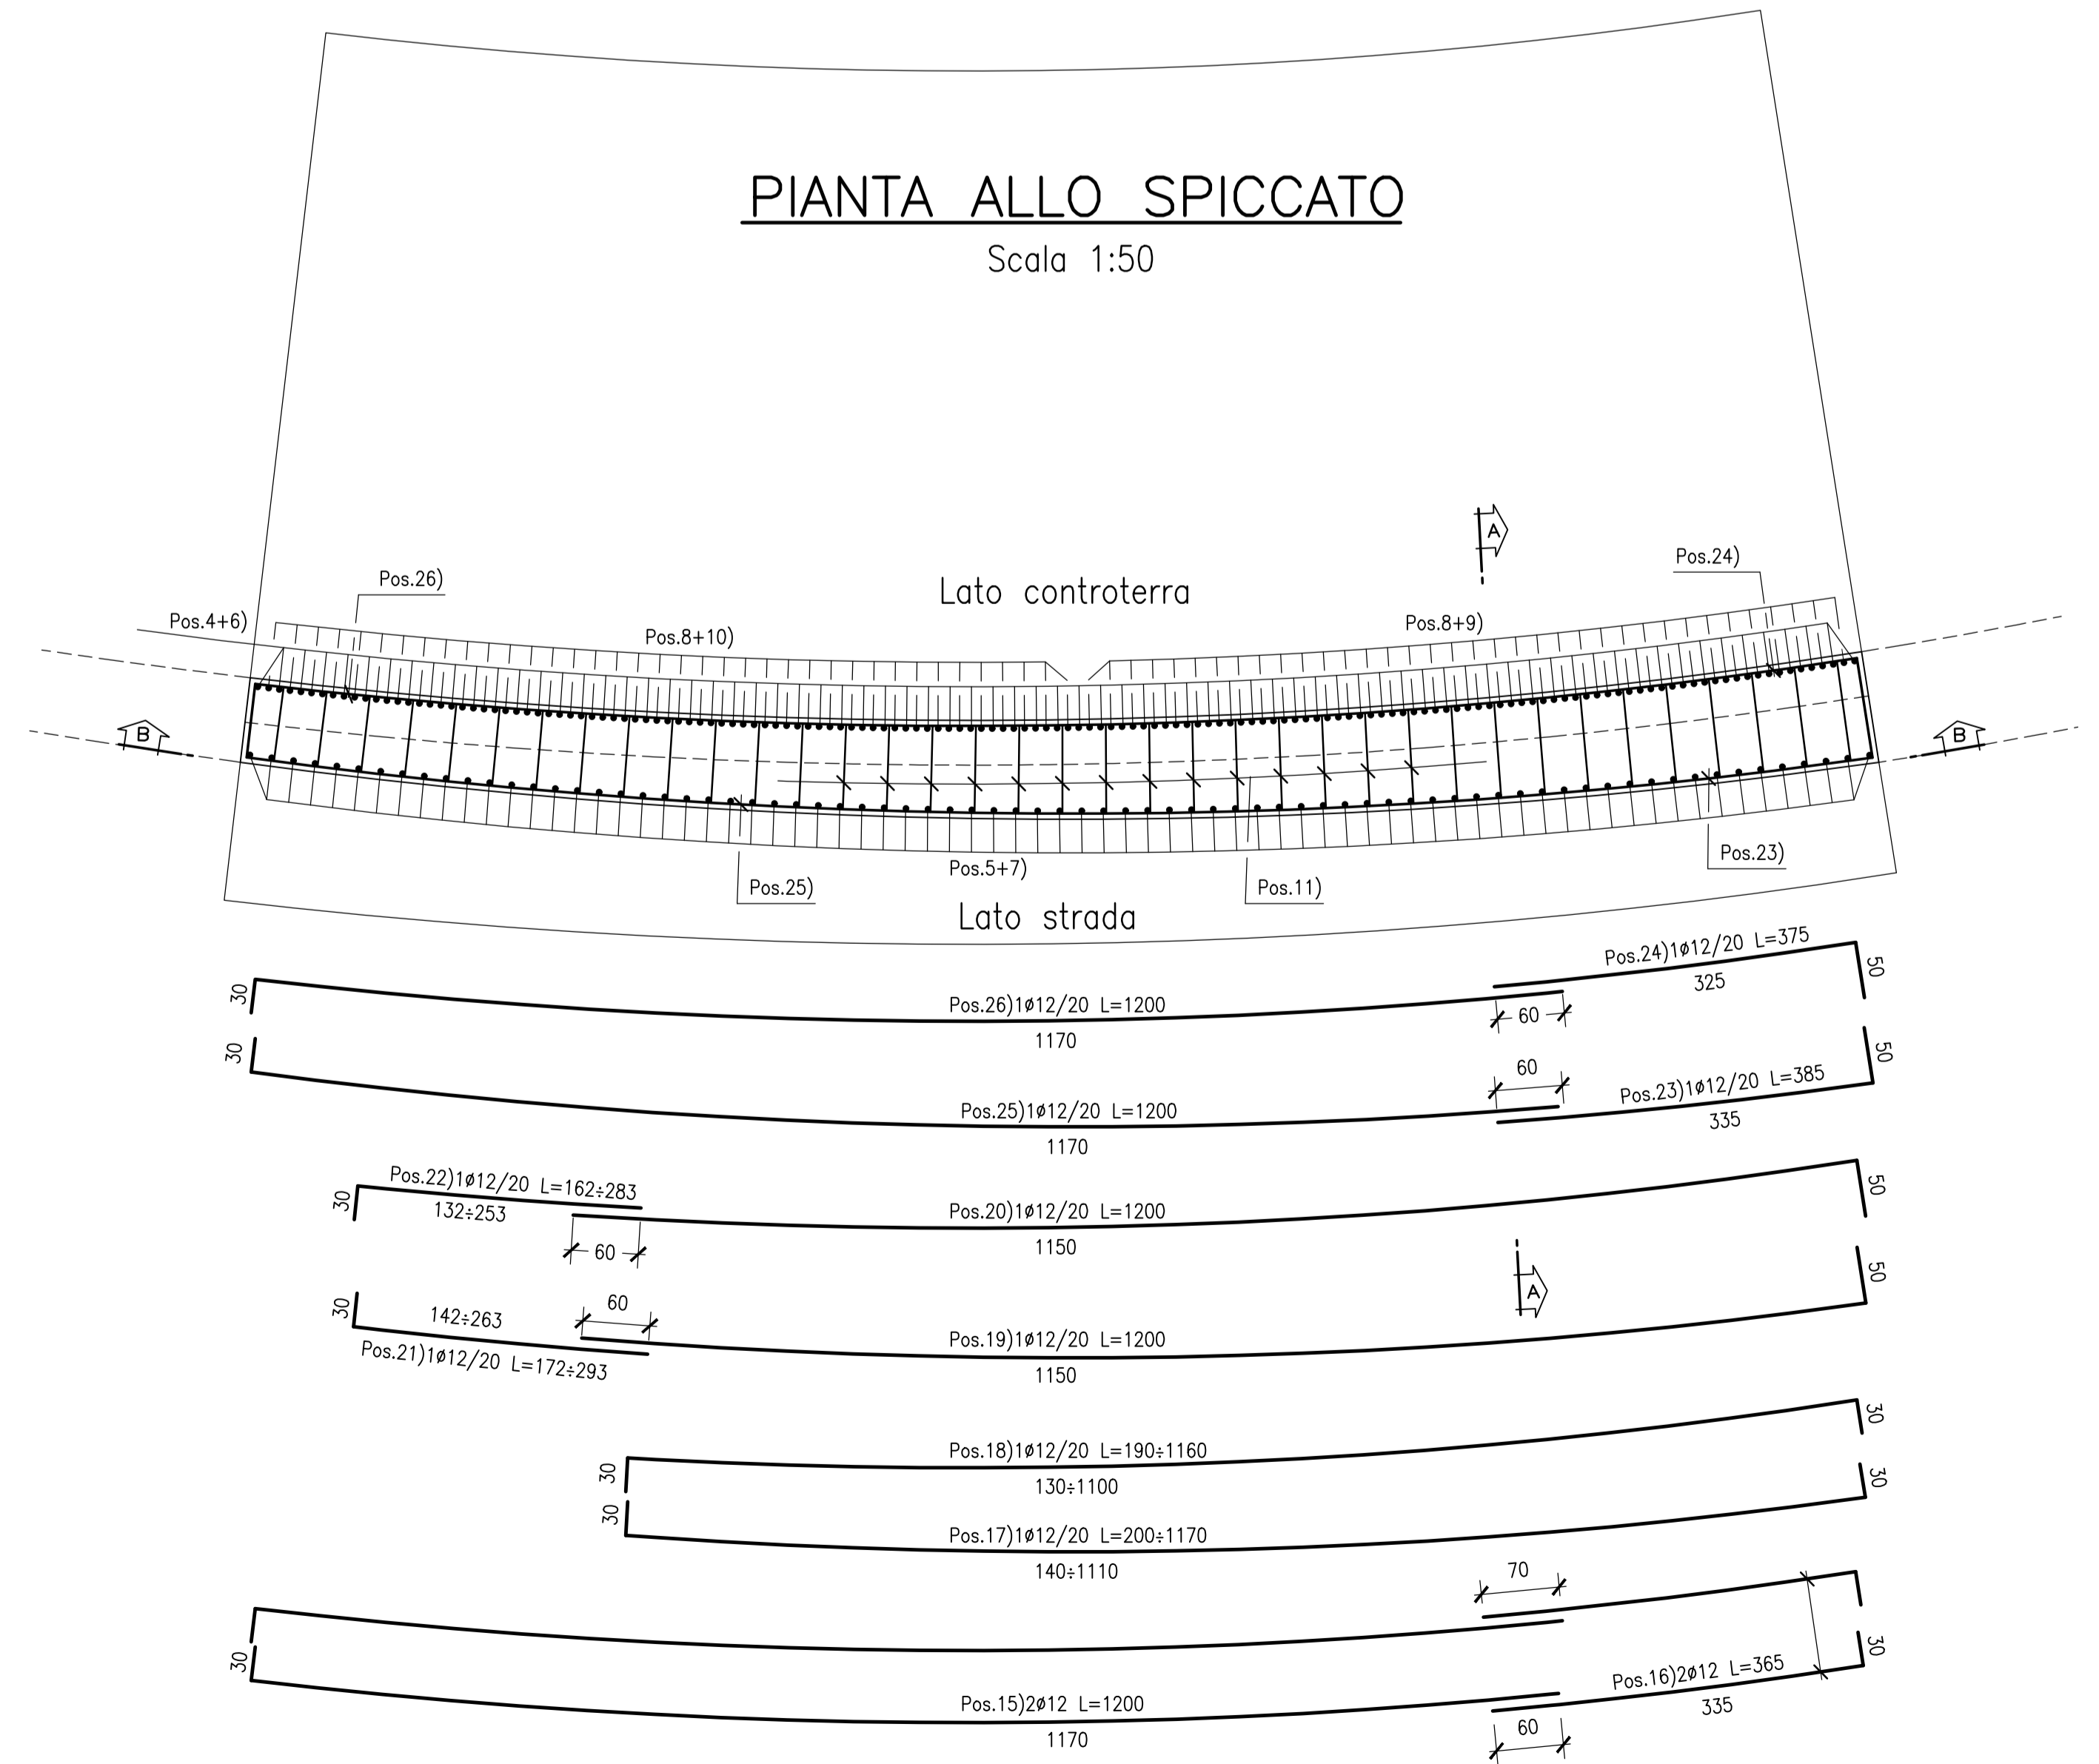 PIANTA ALLO SPICCATO
Scala 1:50
A
Pos.24)
Pos.26)
Lato controterra
Pos.4+6)
Pos.8+10)
Pos.8+9)
B
B
Pos.25)
Pos.5+7)
Pos.11)
Pos.23)
Lato strada
Pos.24)1ø12/20 L=375
325
50
30
Pos.26)1ø12/20 L=1200
1170
60
30
60
50
Pos.25)1ø12/20 L=1200
1170
Pos.23)1ø12/20 L=385
335
Pos.22)1ø12/20 L=162÷283
30
132÷253
60
Pos.20)1ø12/20 L=1200
1150
50
A
30
142÷263
60
Pos.21)1ø12/20 L=172÷293
Pos.19)1ø12/20 L=1200
1150
50
30
Pos.18)1ø12/20 L=190÷1160
130÷1100
30
30
Pos.17)1ø12/20 L=200÷1170
140÷1110
30
70
30
Pos.15)2ø12 L=1200
1170
Pos.16)2ø12 L=365
335
30
60